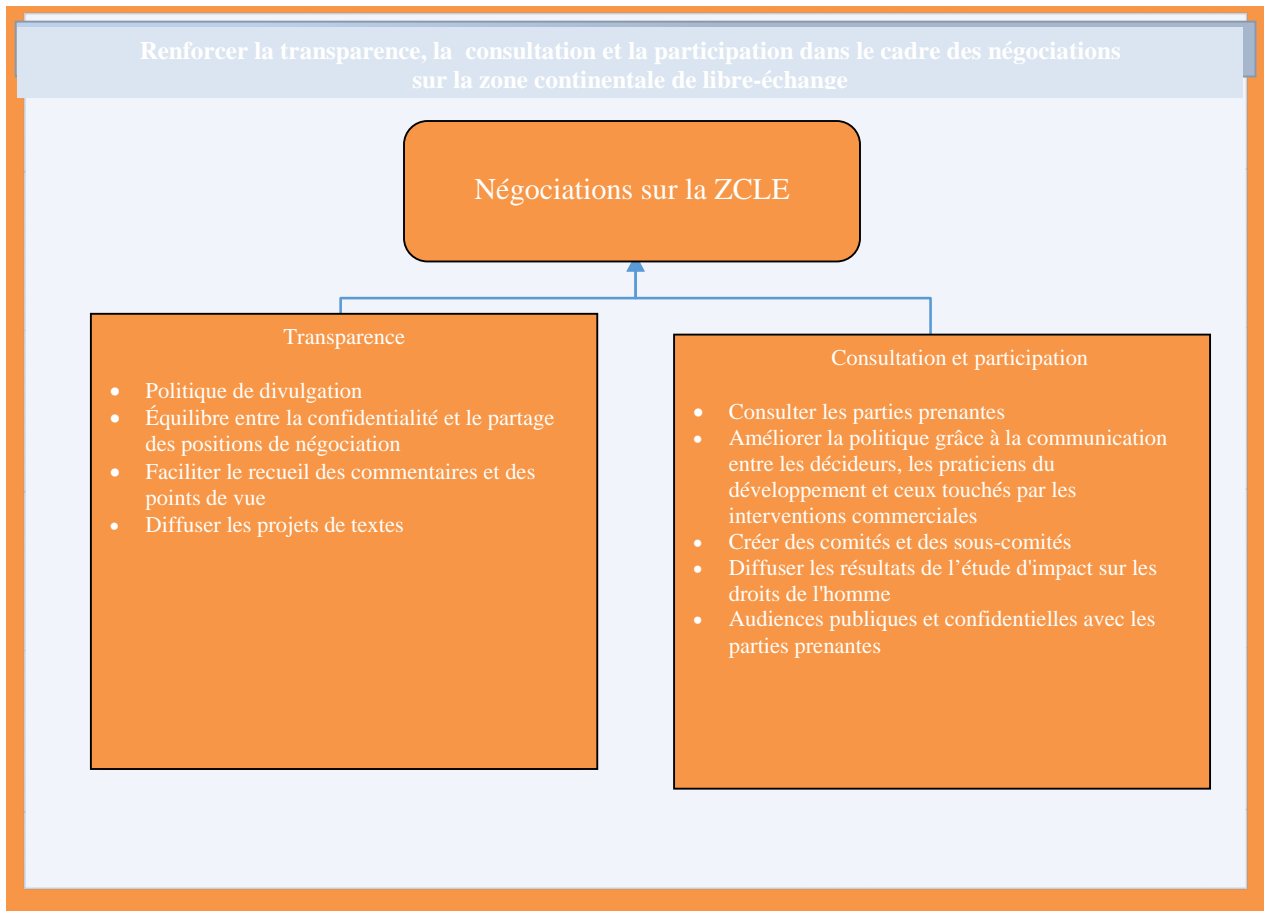 Renforcer la transparence, la consultation et la participation dans le cadre des négociations
sur la zone continentale de libre-échange
Négociations sur la ZCLE
Transparence
• Politique de divulgation
• Équilibre entre la confidentialité et le partage
des positions de négociation
• Faciliter le recueil des commentaires et des
points de vue
• Diffuser les projets de textes
Consultation et participation
• Consulter les parties prenantes
• Améliorer la politique grâce à la communication
entre les décideurs, les praticiens du
développement et ceux touchés par les
interventions commerciales
• Créer des comités et des sous-comités
• Diffuser les résultats de l’étude d'impact sur les
droits de l'homme
• Audiences publiques et confidentielles avec les
parties prenantes